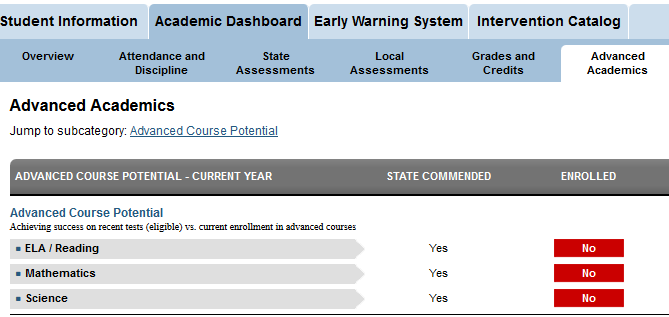 Student Information Academic Dashboard Early Warning System Intervention Catalog
Overview Attendance and Discipline State Assessments Local Assessments Grades and Credits Advanced Academics
Advanced Academics
Jump to subcategory: Advanced Course Potential
ADVANCED COURSE POTENTIAL - CURRENT YEAR STATE COMMENDED ENROLLED
Advanced Course Potential
Achieving success on recent tests (eligible) vs. current enrollment in advanced courses
ELA / Reading Yes No
Mathematics Yes No
Science Yes No